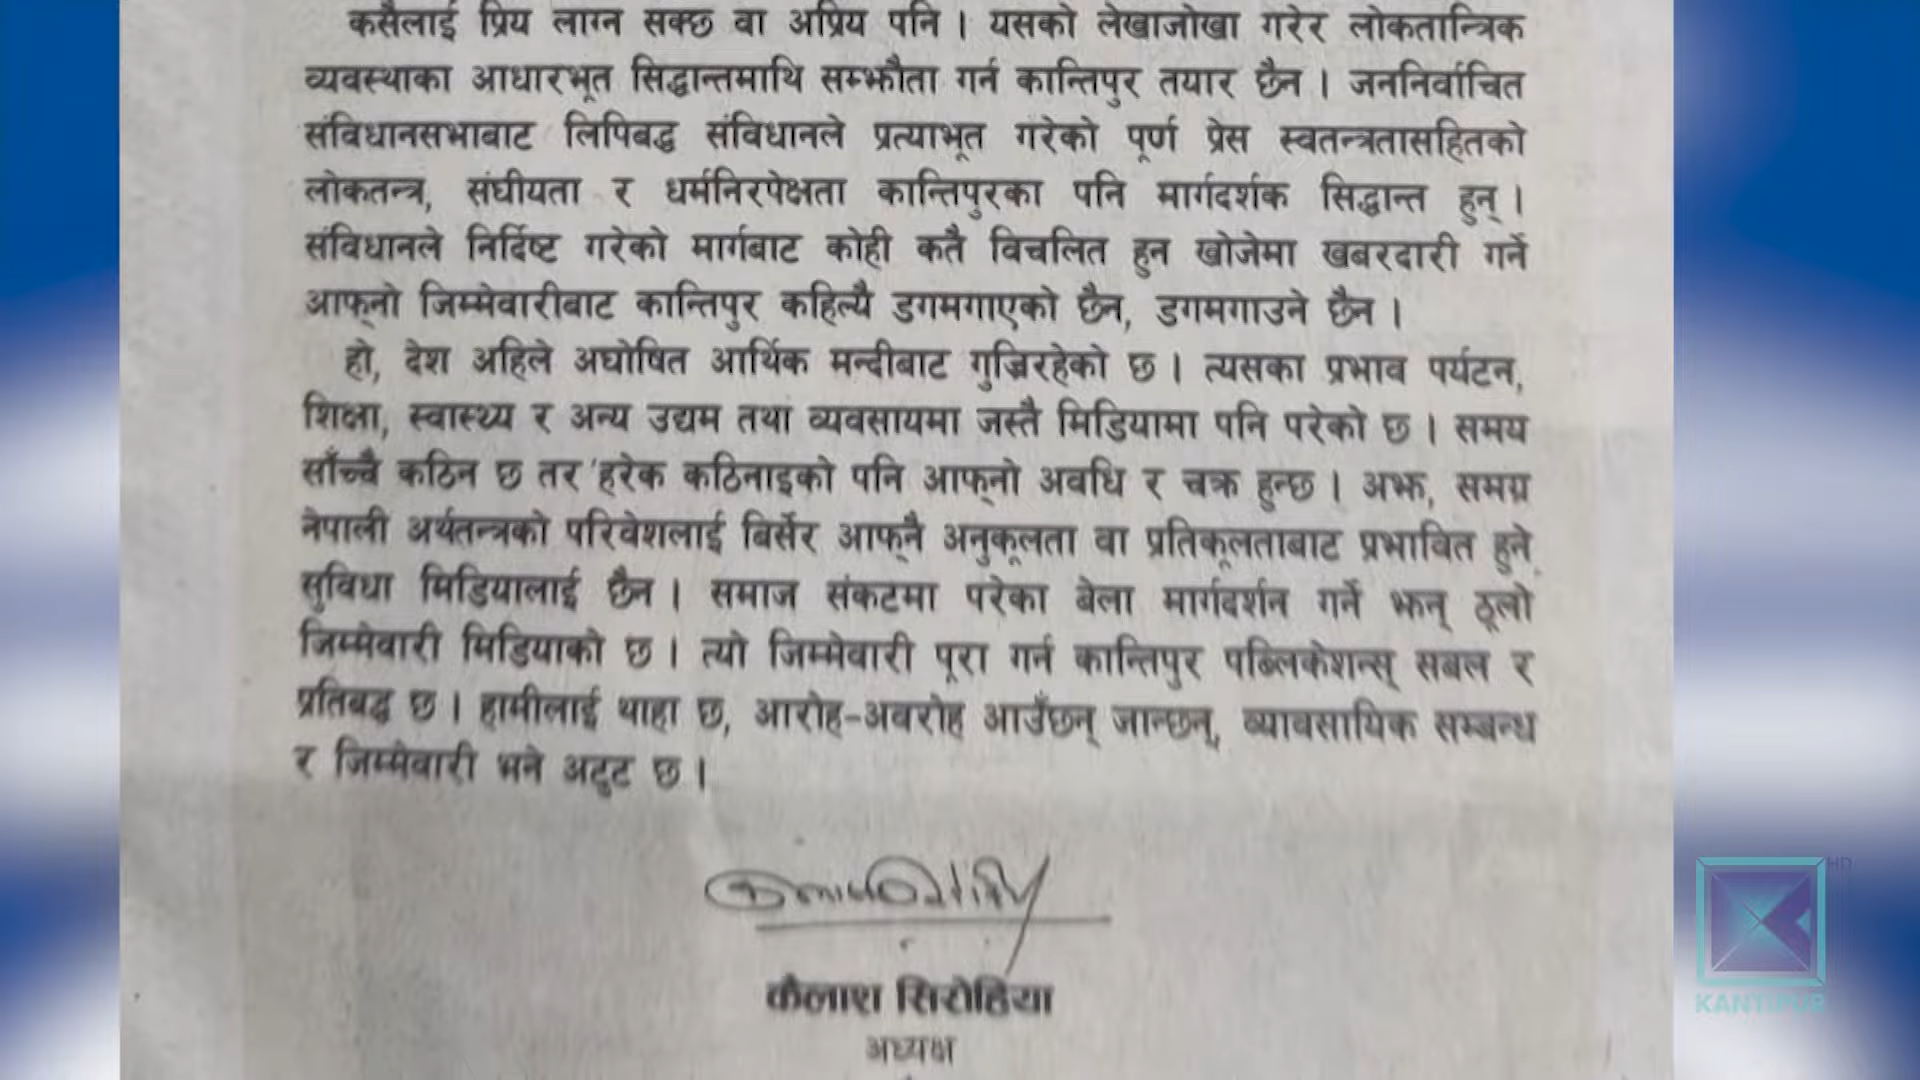 कसैलाई प्रिय लाग्न सक्छ वा अप्रिय पनि । यसको लेखाजोखा गरेर लोकतान्त्रिक
व्यवस्थाका आधारभूत सिद्धान्तमाथि सम्झौता गर्न कान्तिपुर तयार छैन । जननिर्वाचित
संविधानसभाबाट लिपिबद्ध संविधानले प्रत्याभूत गरेको पूर्ण प्रेस स्वतन्त्रतासहितको
लोकतन्त्र, संघीयता र धर्मनिरपेक्षता कान्तिपुरका पनि मार्गदर्शक सिद्धान्त हुन् ।
संविधानले निर्दिष्ट गरेको मार्गबाट कोही कतै विचलित हुन खोजेमा खबरदारी गर्ने
आफ्‌नो जिम्मेवारीबाट कान्तिपुर कहिल्यै डगमगाएको छैन, डगमगाउने छैन ।
हो, देश अहिले अघोषित आर्थिक मन्दीबाट गुज्रिरहेको छ । त्यसका प्रभाव पर्यटन,
शिक्षा, स्वास्थ्य र अन्य उद्यम तथा व्यवसायमा जस्तै मिडियामा पनि परेको छ । समय
साँच्चै कठिन छ तर हरेक कठिनाइको पनि आफ्‌नो अवधि र चक्र हुन्छ । अझ, समग्र
नेपाली अर्थतन्त्रको परिवेशलाई बिर्सेर आफ्‌नै अनुकूलता वा प्रतिकूलताबाट प्रभावित हुने
सुविधा मिडियालाई छैन । समाज संकटमा परेका बेला मार्गदर्शन गर्ने झन् ठूलो
जिम्मेवारी मिडियाको छ । त्यो जिम्मेवारी पूरा गर्न कान्तिपुर पब्लिकेशन्स् सबल र
प्रतिबद्ध छ । हामीलाई थाहा छ, आरोह-अवरोह आउँछन् जान्छन्, व्यावसायिक सम्बन्ध
र जिम्मेवारी भने अटुट छ ।
कैलाश सिरोहिया
अध्यक्ष
HD
KANTIPUR